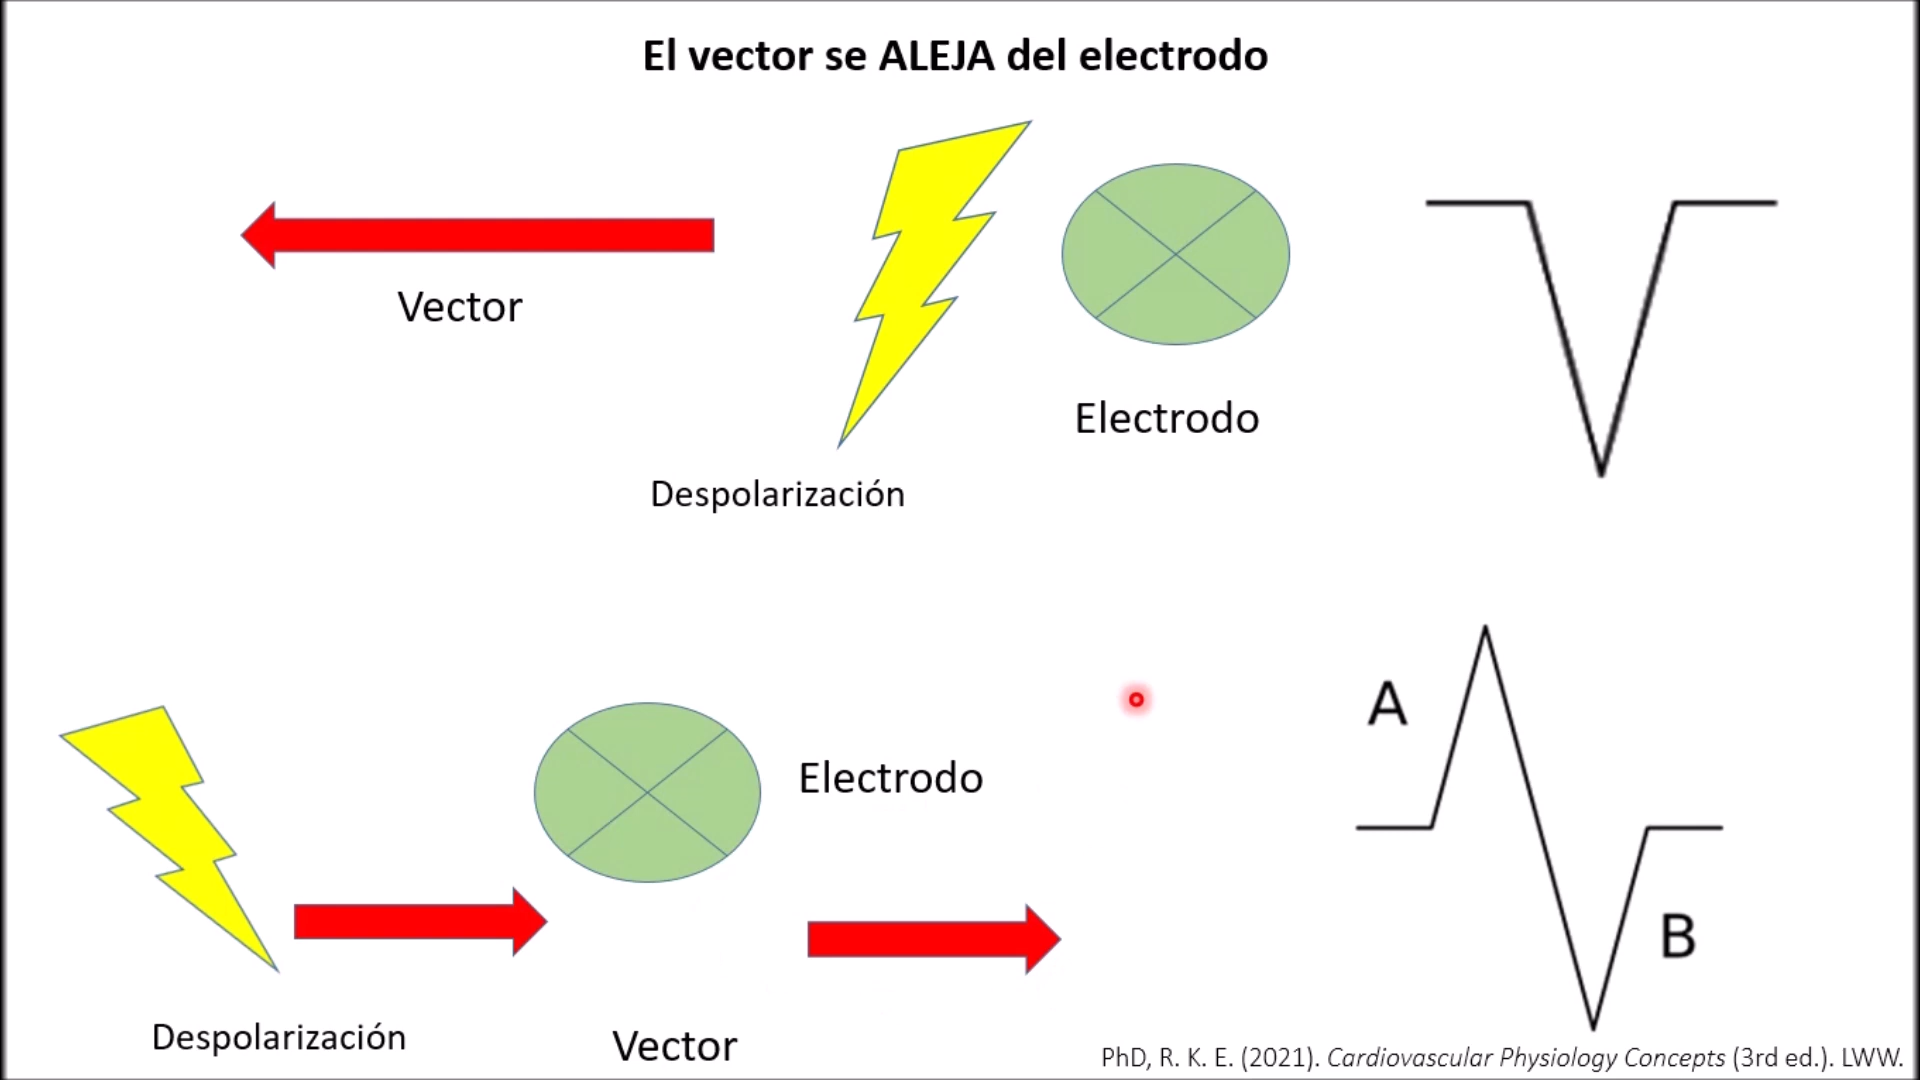 El vector se ALEJA del electrodo
Vector
Electrodo
Despolarización
A
Electrodo
B
Despolarización
Vector
PhD, R. K. E. (2021). Cardiovascular Physiology Concepts (3rd ed.). LWW.